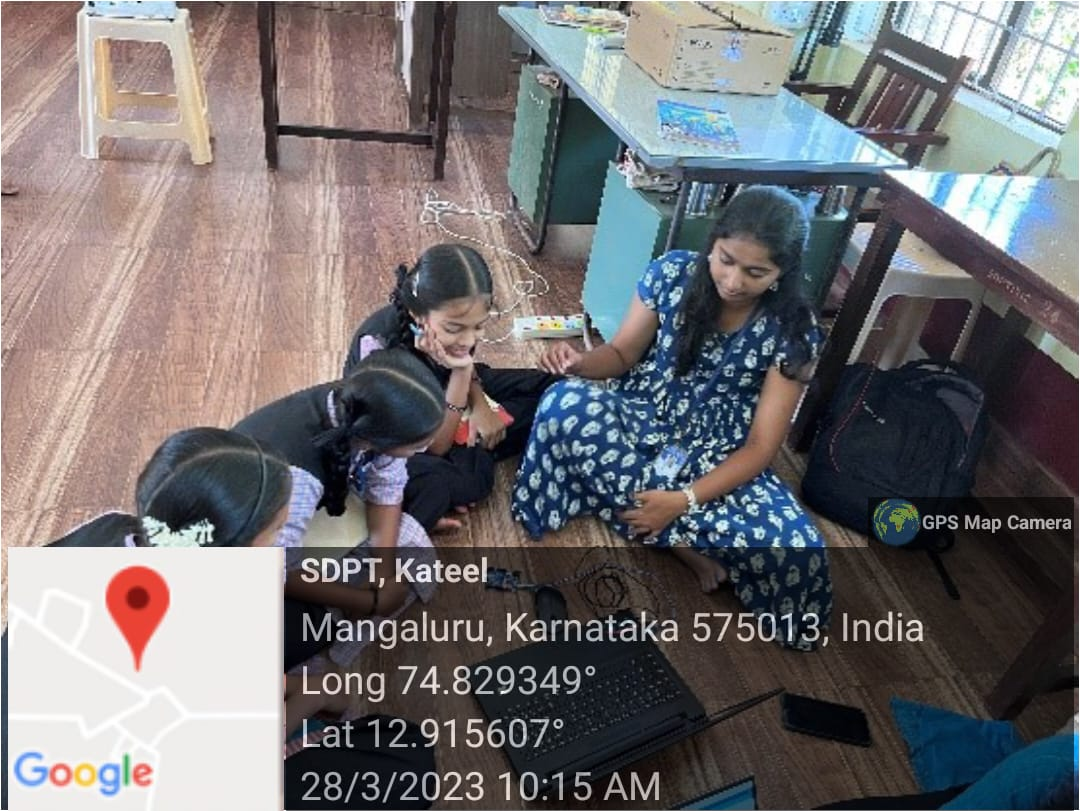 GPS Map Camera
SDPT, Kateel
Mangaluru, Karnataka 575013, India
Long 74.829349°
Lat 12.915607°
28/3/2023 10:15 AM
Google